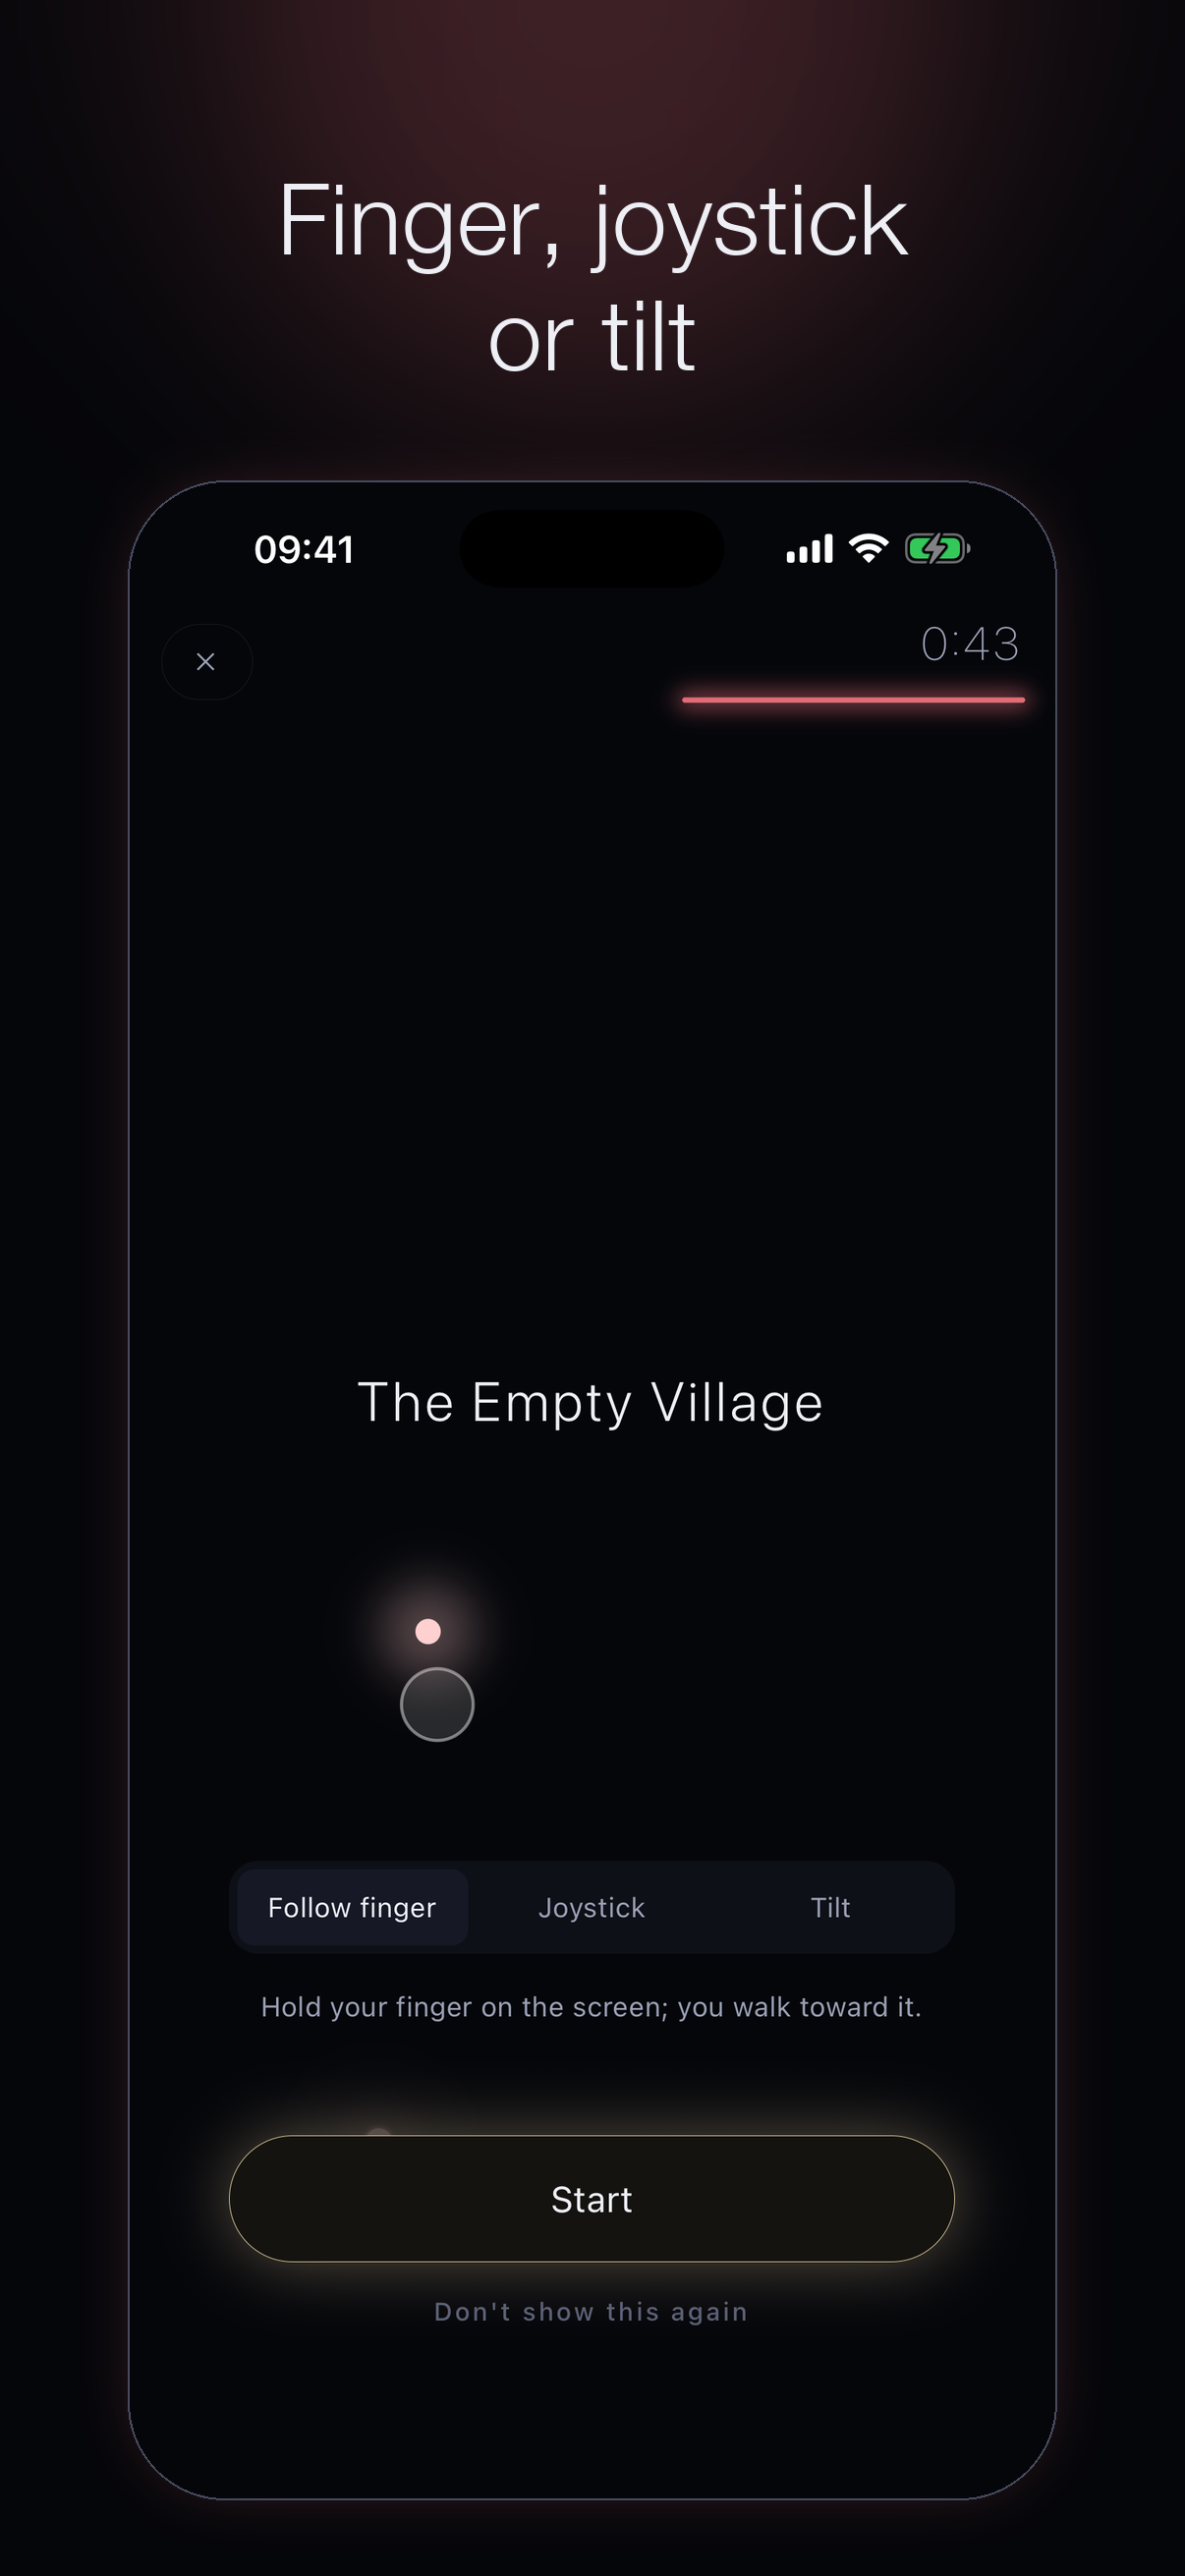 Finger, joystick
or tilt
09:41
0:43
The Empty Village
Follow finger Joystick Tilt
Hold your finger on the screen; you walk toward it.
Start
Don't show this again